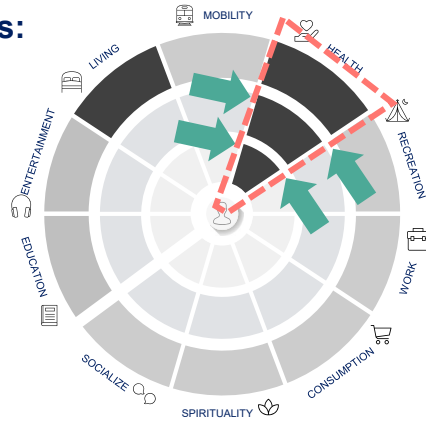 s:
MOBILITY
HEALTH
RECREATION
WORK
CONSUMPTION
SPIRITUALITY
SOCIALIZE
EDUCATION
ENTERTAINMENT
LIVING